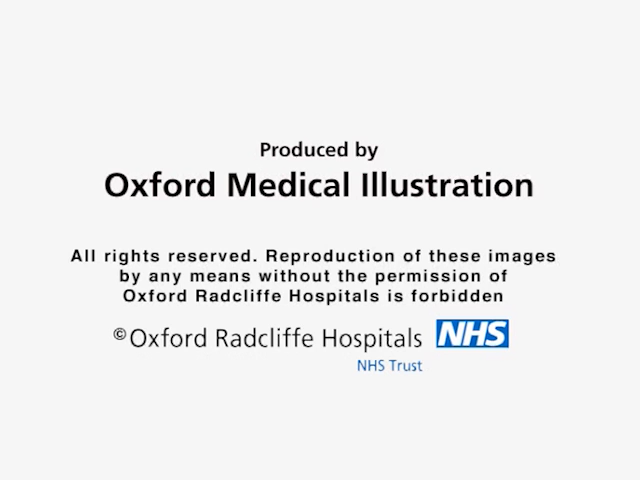 Produced by
Oxford Medical Illustration
All rights reserved. Reproduction of these images
by any means without the permission of
Oxford Radcliffe Hospitals is forbidden
©Oxford Radcliffe Hospitals NHS
NHS Trust